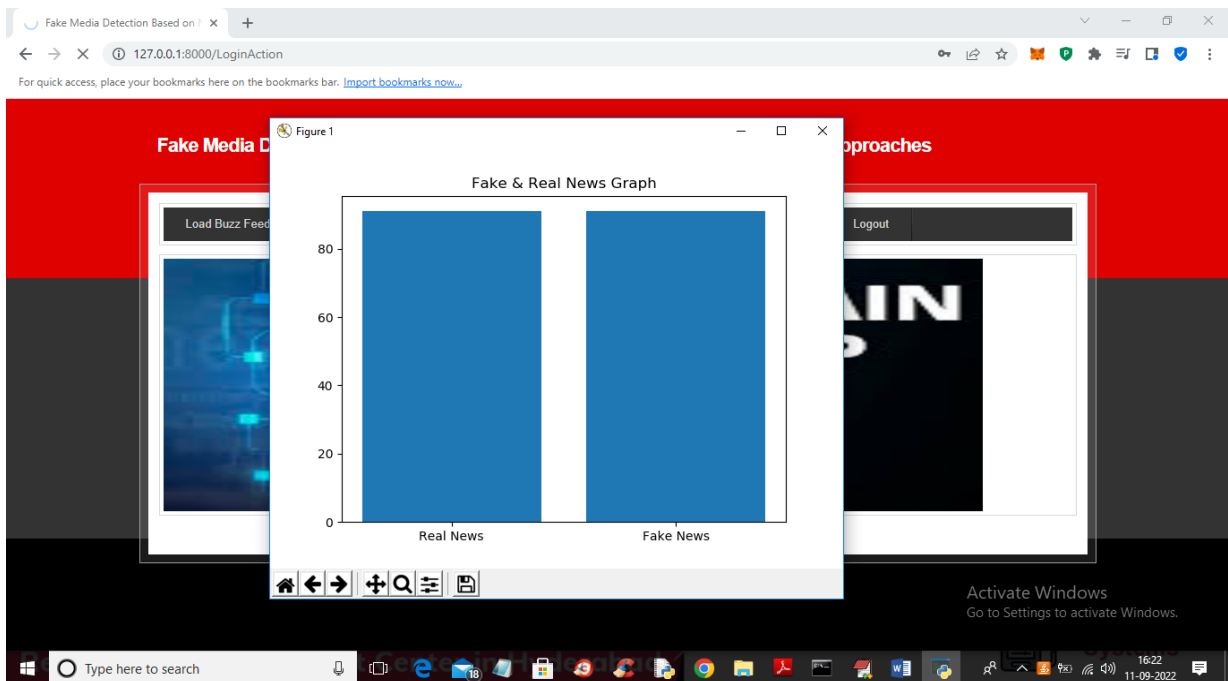 Fake Media Detection Based on
127.0.0.1:8000/LoginAction
For quick access, place your bookmarks here on the bookmarks bar. Import bookmarks now...
Fake Media D
pproaches
Figure 1
Load Buzz Feed
Logout
Fake & Real News Graph
80
60
40
20
0
Real News
Fake News
AIN
Activate Windows
Go to Settings to activate Windows.
Systems
Type here to search
18
16:22
11-09-2022